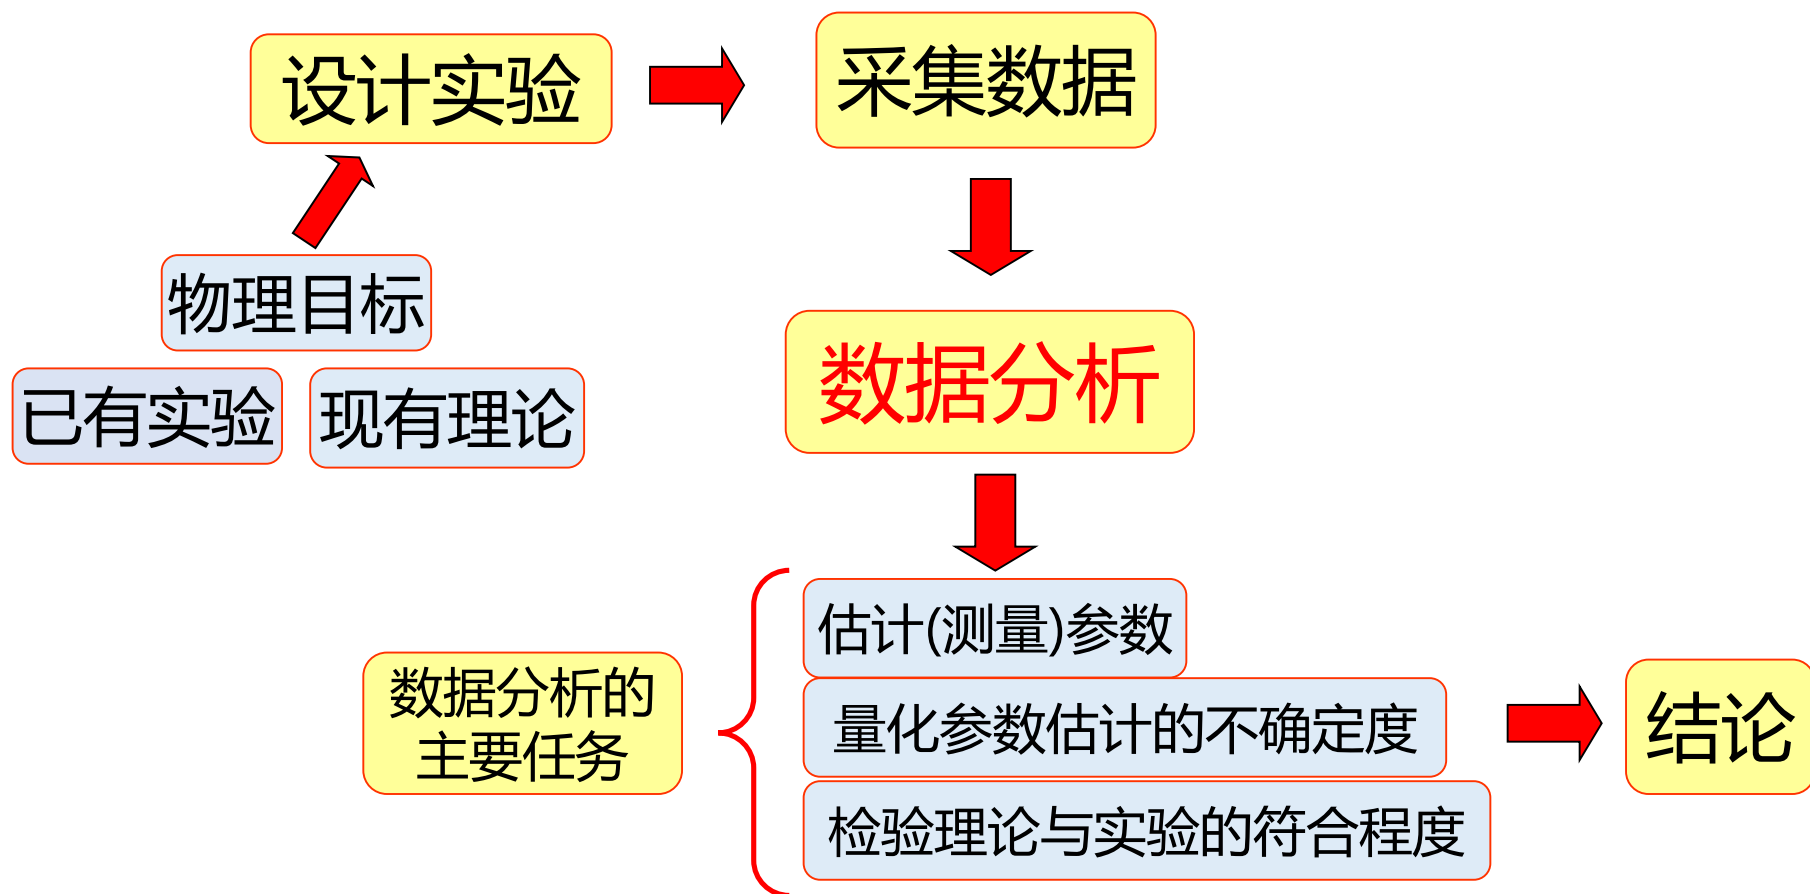 设计实验
采集数据
物理目标
已有实验
现有理论
数据分析
数据分析的
主要任务
估计(测量)参数
量化参数估计的不确定度
检验理论与实验的符合程度
结论